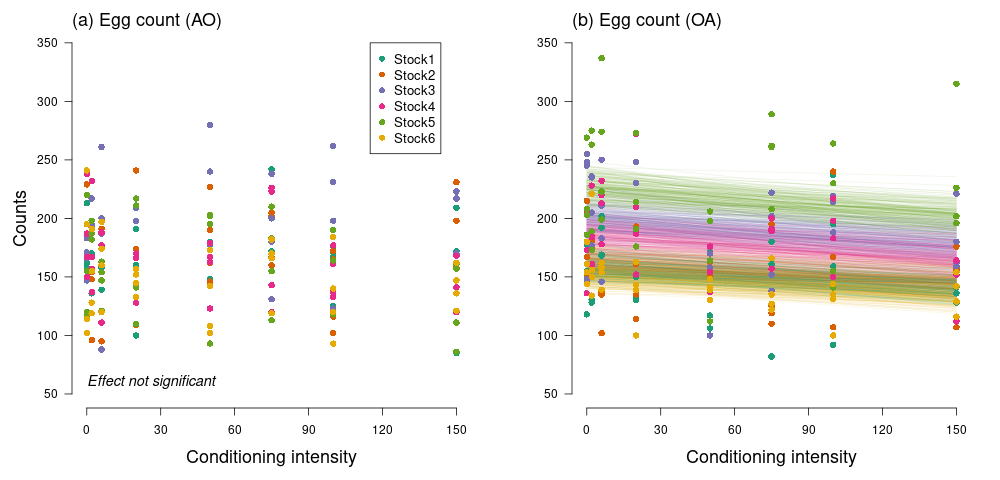 (a) Egg count (AO)
Counts
350
300
250
200
150
100
50
Stock1
Stock2
Stock3
Stock4
Stock5
Stock6
Effect not significant
0 30 60 90 120 150
Conditioning intensity
(b) Egg count (OA)
350
300
250
200
150
100
50
0 30 60 90 120 150
Conditioning intensity